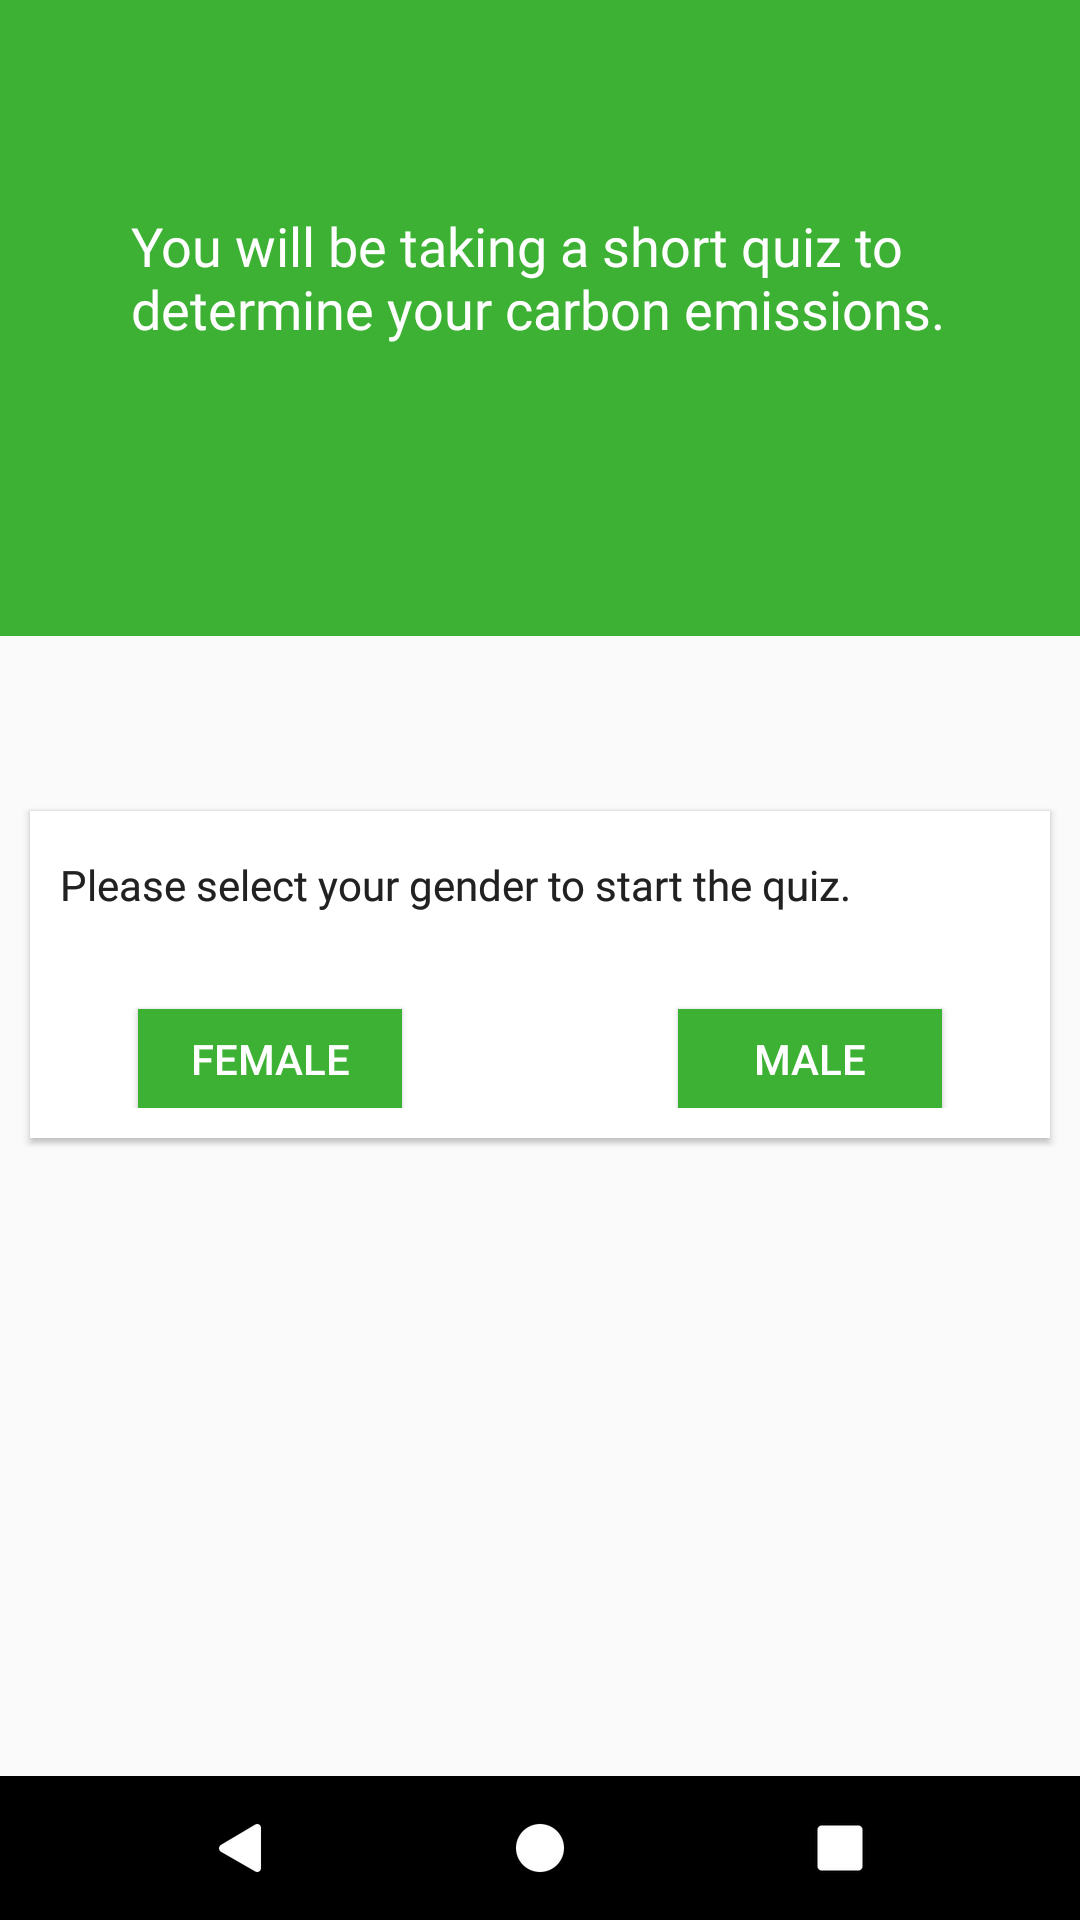 You will be taking a short quiz to
determine your carbon emissions.
Please select your gender to start the quiz.
FEMALE
MALE